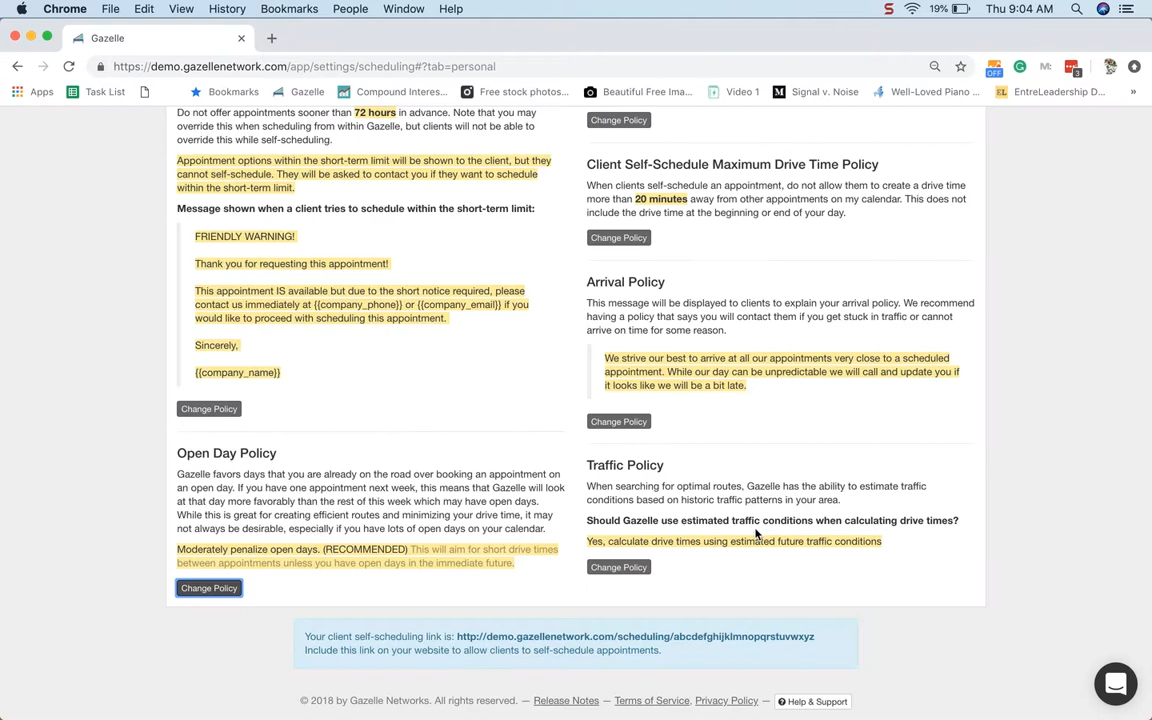 Chrome File Edit View History Bookmarks People Window Help
S 19% Thu 9:04 AM
Gazelle
https://demo.gazellenetwork.com/app/settings/scheduling#?tab=personal
OFF M: 3
Apps Task List Bookmarks Gazelle Compound Interes... Free stock photos... Beautiful Free Ima... Video 1 Signal v. Noise Well-Loved Piano ... EntreLeadership D... »
Do not offer appointments sooner than 72 hours in advance. Note that you may
override this when scheduling from within Gazelle, but clients will not be able to
override this while self-scheduling.
Appointment options within the short-term limit will be shown to the client, but they
cannot self-schedule. They will be asked to contact you if they want to schedule
within the short-term limit.
Message shown when a client tries to schedule within the short-term limit:
FRIENDLY WARNING!
Thank you for requesting this appointment!
This appointment IS available but due to the short notice required, please
contact us immediately at {{company_phone}} or {{company_email}} if you
would like to proceed with scheduling this appointment.
Sincerely,
{{company_name}}
Change Policy
Open Day Policy
Gazelle favors days that you are already on the road over booking an appointment on
an open day. If you have one appointment next week, this means that Gazelle will look
at that day more favorably than the rest of this week which may have open days.
While this is great for creating efficient routes and minimizing your drive time, it may
not always be desirable, especially if you have lots of open days on your calendar.
Moderately penalize open days. (RECOMMENDED) This will aim for short drive times
between appointments unless you have open days in the immediate future.
Change Policy
Change Policy
Client Self-Schedule Maximum Drive Time Policy
When clients self-schedule an appointment, do not allow them to create a drive time
more than 20 minutes away from other appointments on my calendar. This does not
include the drive time at the beginning or end of your day.
Change Policy
Arrival Policy
This message will be displayed to clients to explain your arrival policy. We recommend
having a policy that says you will contact them if you get stuck in traffic or cannot
arrive on time for some reason.
We strive our best to arrive at all our appointments very close to a scheduled
appointment. While our day can be unpredictable we will call and update you if
it looks like we will be a bit late.
Change Policy
Traffic Policy
When searching for optimal routes, Gazelle has the ability to estimate traffic
conditions based on historic traffic patterns in your area.
Should Gazelle use estimated traffic conditions when calculating drive times?
Yes, calculate drive times using estimated future traffic conditions
Change Policy
Your client self-scheduling link is: http://demo.gazellenetwork.com/scheduling/abcdefghijklmnopqrstuvwxyz
Include this link on your website to allow clients to self-schedule appointments.
© 2018 by Gazelle Networks. All rights reserved. — Release Notes — Terms of Service, Privacy Policy — Help & Support